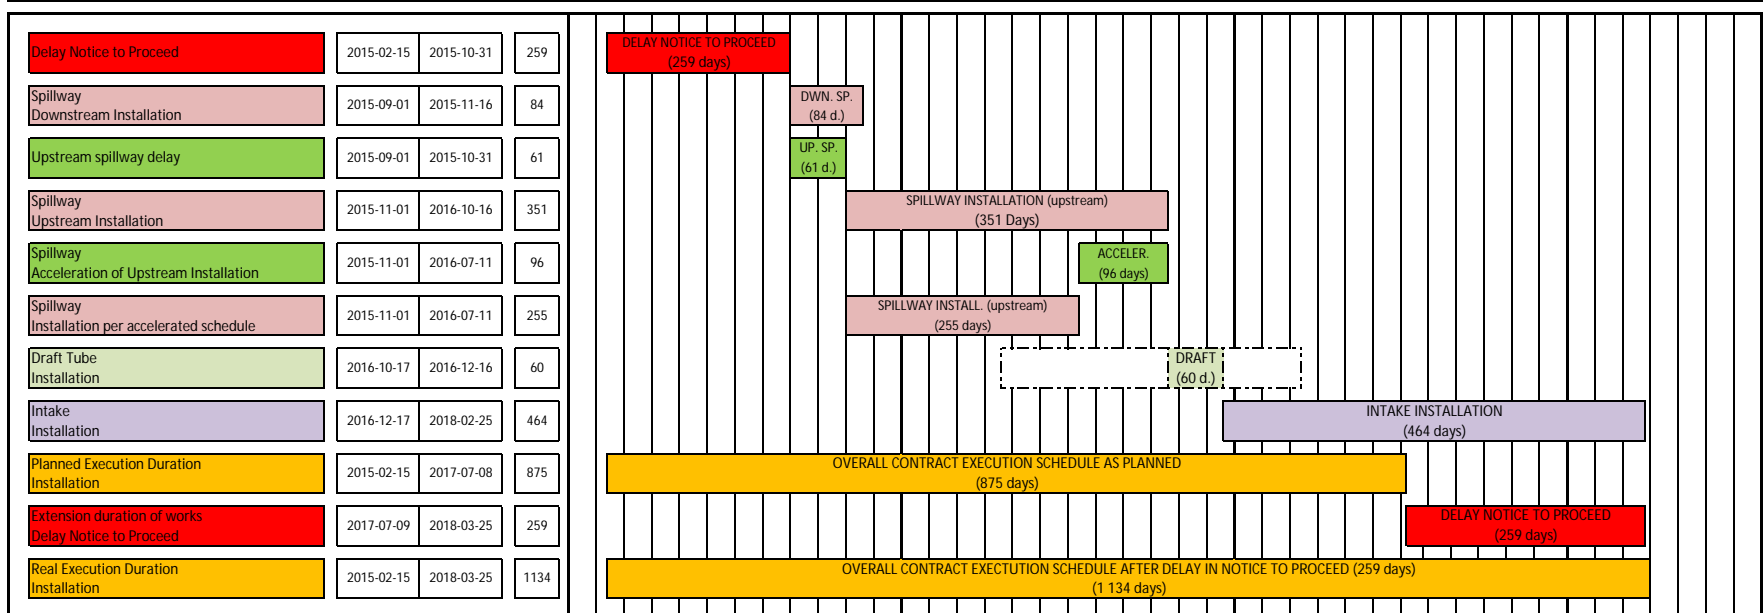 Delay Notice to Proceed 2015-02-15 2015-10-31 259
DELAY NOTICE TO PROCEED
(259 days)
Spillway
Downstream Installation 2015-09-01 2015-11-16 84
DWN. SP.
(84 d.)
Upstream spillway delay 2015-09-01 2015-10-31 61
UP. SP.
(61 d.)
Spillway
Upstream Installation 2015-11-01 2016-10-16 351
SPILLWAY INSTALLATION (upstream)
(351 Days)
Spillway
Acceleration of Upstream Installation 2015-11-01 2016-07-11 96
ACCELER.
(96 days)
Spillway
Installation per accelerated schedule 2015-11-01 2016-07-11 255
SPILLWAY INSTALL. (upstream)
(255 days)
Draft Tube
Installation 2016-10-17 2016-12-16 60
DRAFT
(60 d.)
Intake
Installation 2016-12-17 2018-02-25 464
INTAKE INSTALLATION
(464 days)
Planned Execution Duration
Installation 2015-02-15 2017-07-08 875
OVERALL CONTRACT EXECUTION SCHEDULE AS PLANNED
(875 days)
Extension duration of works
Delay Notice to Proceed 2017-07-09 2018-03-25 259
DELAY NOTICE TO PROCEED
(259 days)
Real Execution Duration
Installation 2015-02-15 2018-03-25 1134
OVERALL CONTRACT EXECTUTION SCHEDULE AFTER DELAY IN NOTICE TO PROCEED (259 days)
(1 134 days)